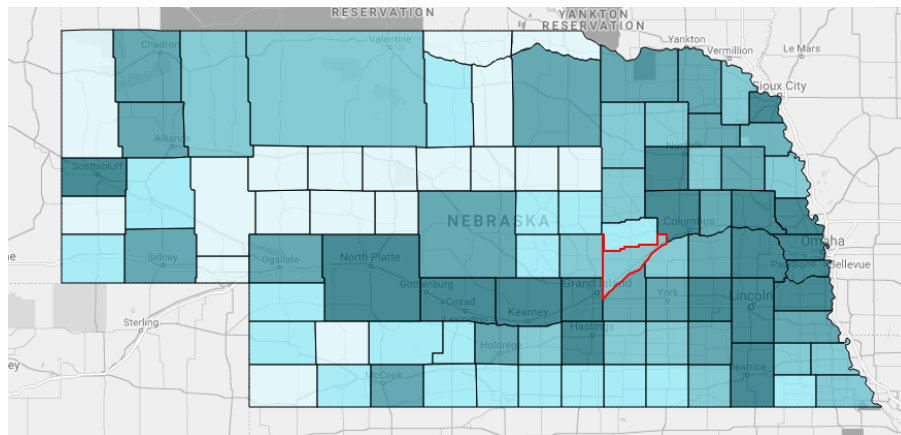 RESERVATION
YANKTON
RESERVATION
Chadron
Valentine
Yankton
Vermillion
Le Mars
Sioux City
Alliance
Norfolk
Scottsbluff
NEBRASKA
Columbus
Omaha
Sidney
Ogallala
North Platte
Bellevue
Gothenburg
Grand Island
Cozad
York
Lincoln
Lexington
Kearney
Sterling
Hastings
Holdrege
McCook
Beatrice